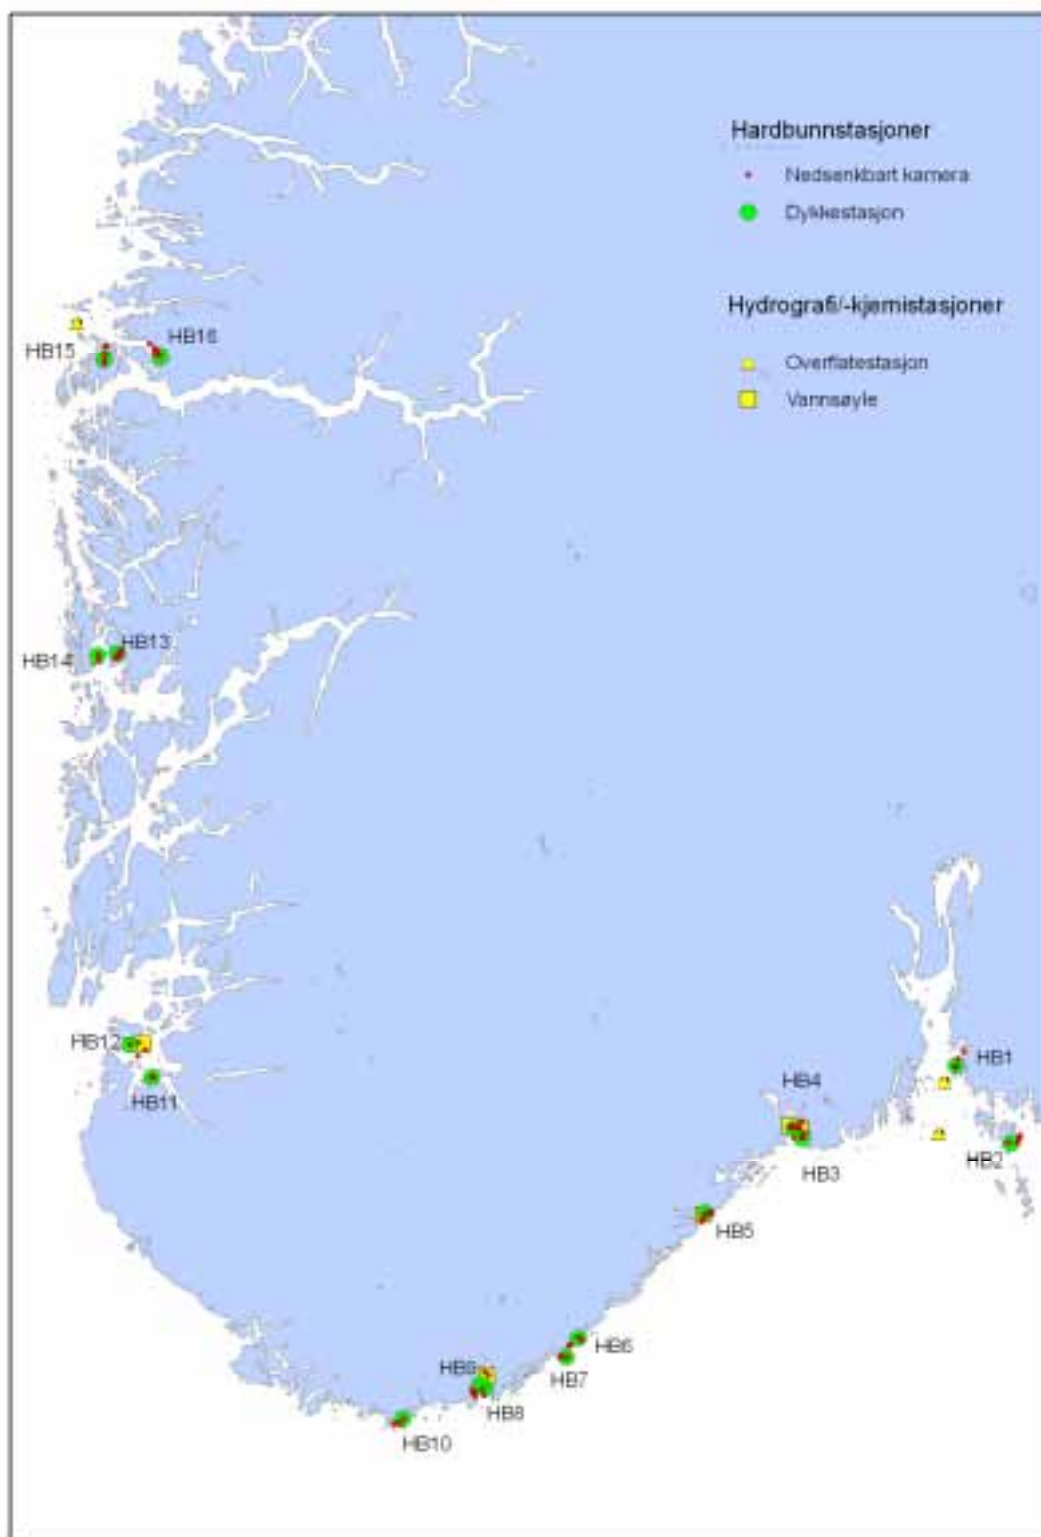 Hardbunnstasjoner
Nedsenkbart kamera
Dykkestasjon
Hydrografi/-kjemistasjoner
Overflatestasjon
Vannsøyle
HB16
HB15
HB13
HB14
HB12
HB11
HB1
HB4
HB2
HB3
HB5
HB6
HB9
HB7
HB8
HB10